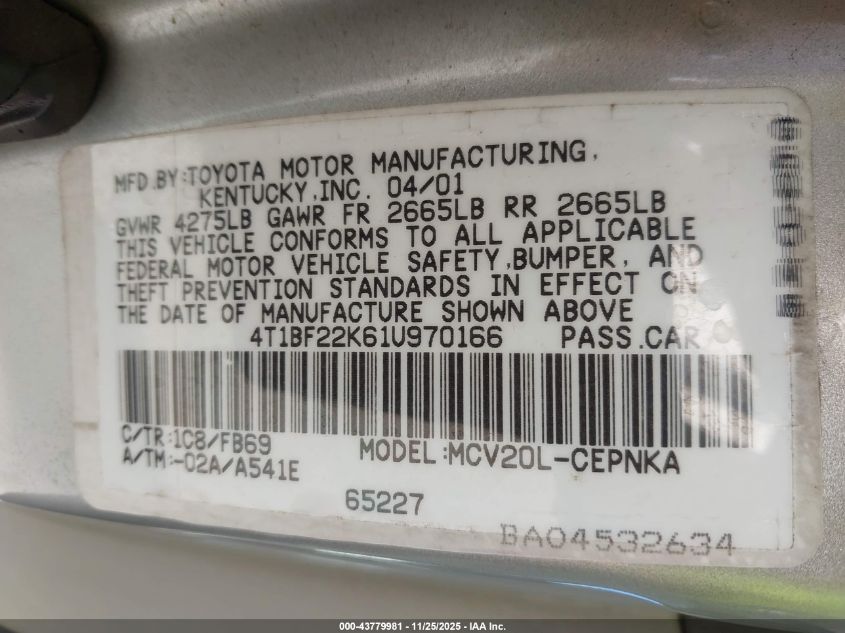 MFD.BY:TOYOTA MOTOR MANUFACTURING,
KENTUCKY,INC. 04/01
GVWR 4275LB GAWR FR 2665LB RR 2665LB
THIS VEHICLE CONFORMS TO ALL APPLICABLE
FEDERAL MOTOR VEHICLE SAFETY,BUMPER, AND
THEFT PREVENTION STANDARDS IN EFFECT ON
THE DATE OF MANUFACTURE SHOWN ABOVE
4T1BF22K61U970166 PASS.CAR
C/TR:1C8/FB69 MODEL:MCV20L-CEPNKA
A/TM:-02A/A541E
65227
BA04532634
000-43779981 - 11/25/2025 - IAA Inc.